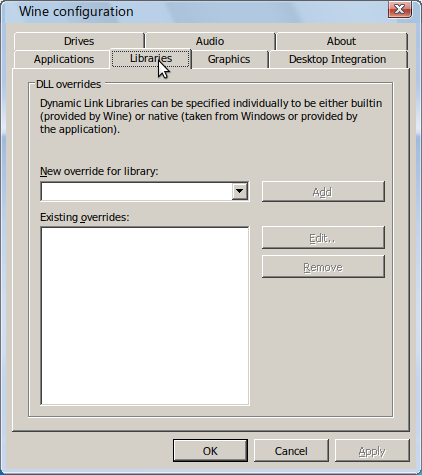 Wine configuration
Drives
Audio
About
Applications
Libraries
Graphics
Desktop Integration
DLL overrides
Dynamic Link Libraries can be specified individually to be either builtin
(provided by Wine) or native (taken from Windows or provided by
the application).
New override for library:
Add
Existing overrides:
Edit..
Remove
OK
Cancel
Apply